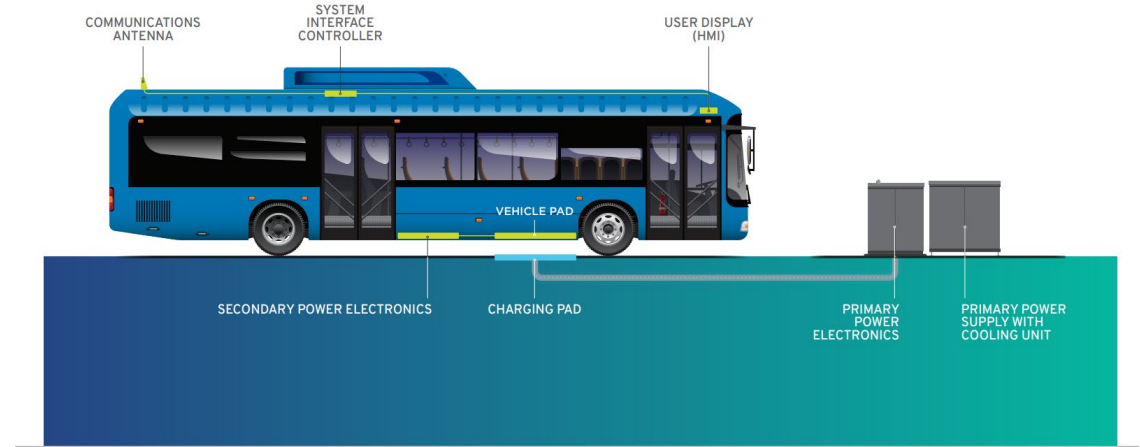 COMMUNICATIONS
ANTENNA
SYSTEM
INTERFACE
CONTROLLER
USER DISPLAY
(HMI)
VEHICLE PAD
SECONDARY POWER ELECTRONICS
CHARGING PAD
PRIMARY
POWER
ELECTRONICS
PRIMARY POWER
SUPPLY WITH
COOLING UNIT